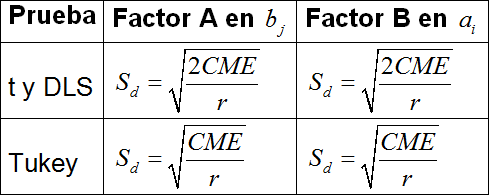 Prueba Factor A en b_j Factor B en a_i
t y DLS S_d = √(2CME / r) S_d = √(2CME / r)
Tukey S_d = √(CME / r) S_d = √(CME / r)